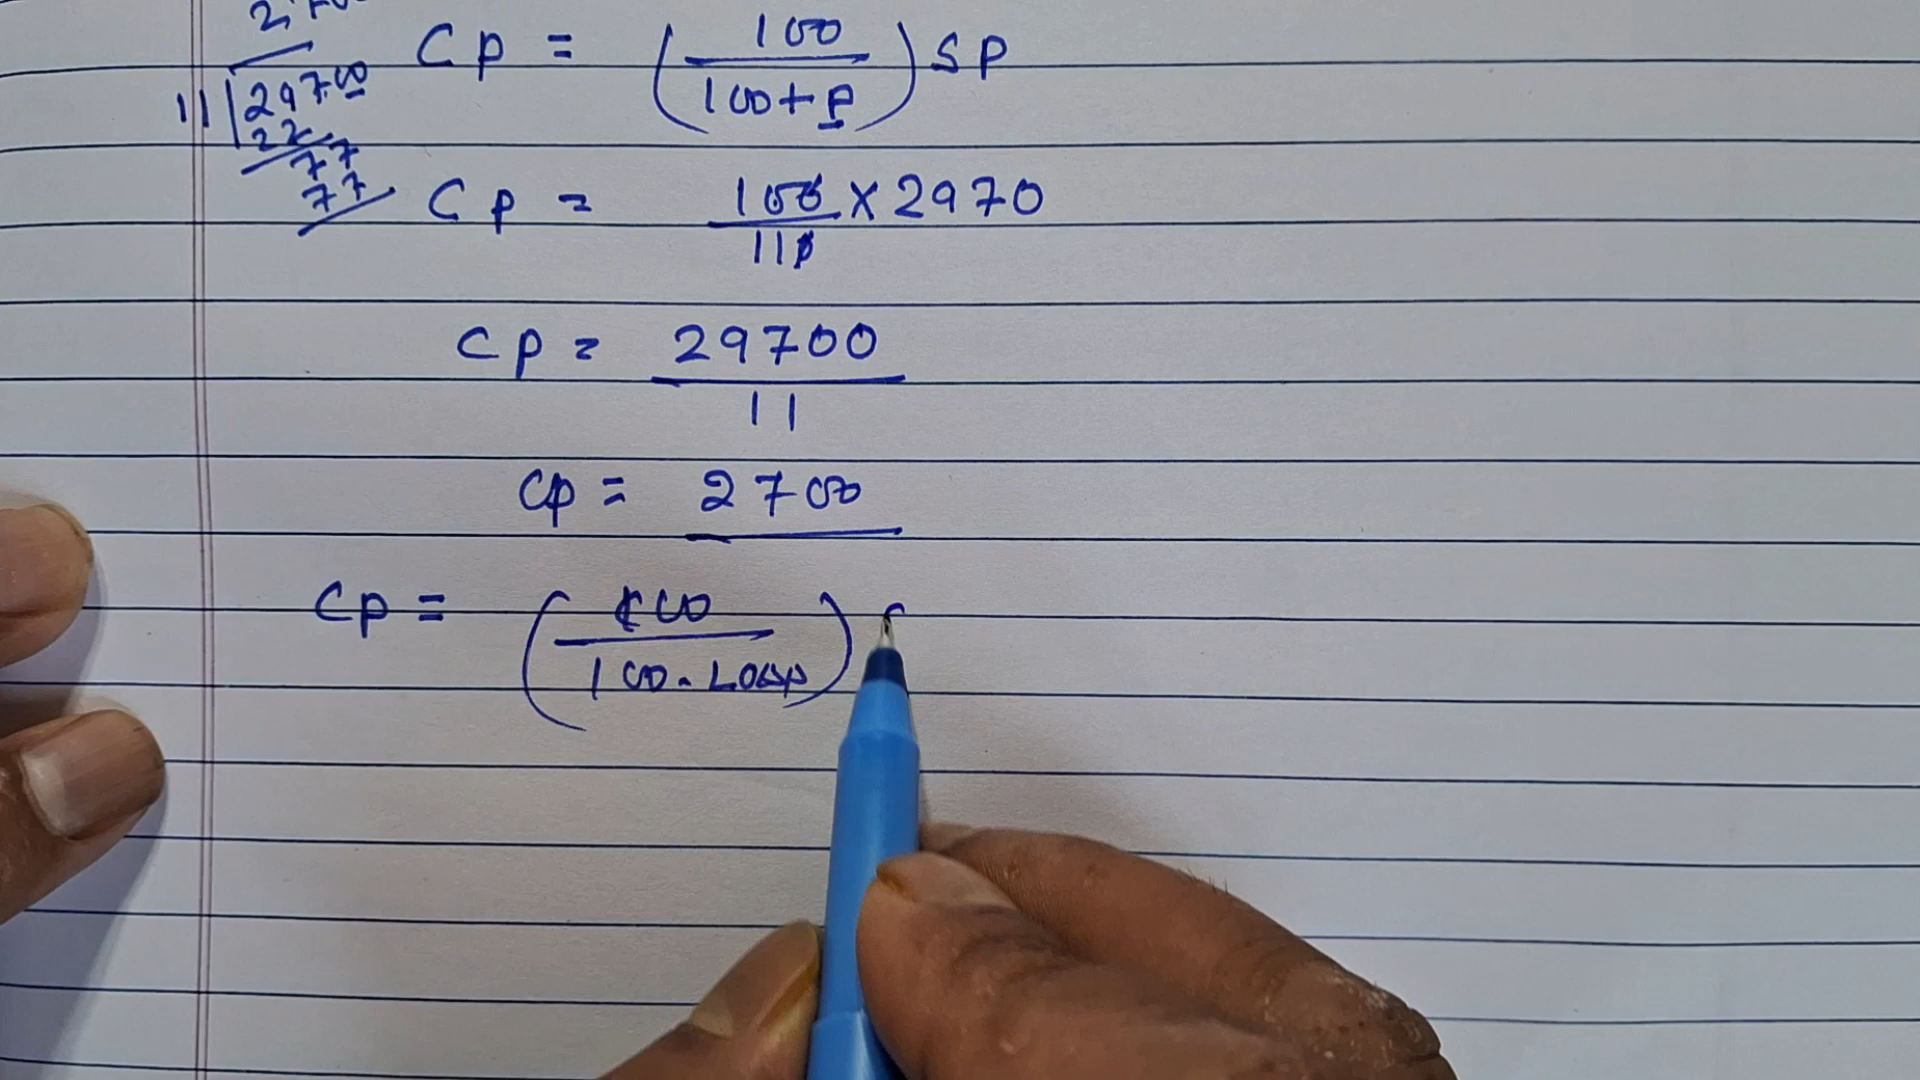 2700
11 | 29700
22
77
77
CP = (100/100+P) SP
CP = 100/110 × 2970
CP = 29700/11
CP = 2700
CP = (100/100-Loss) S